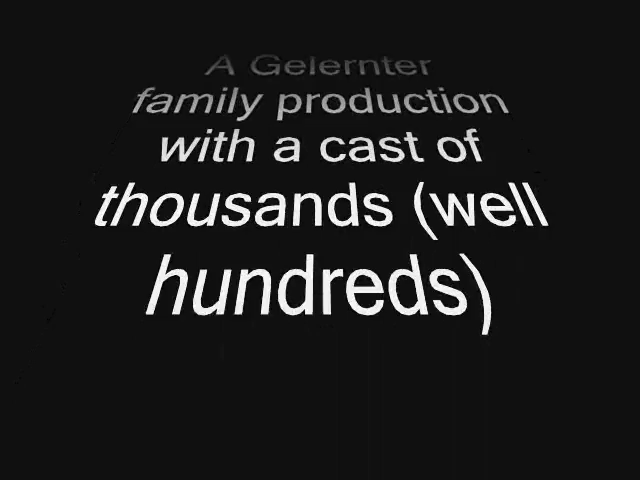 A Gelernter
family production
with a cast of
thousands (well
hundreds)